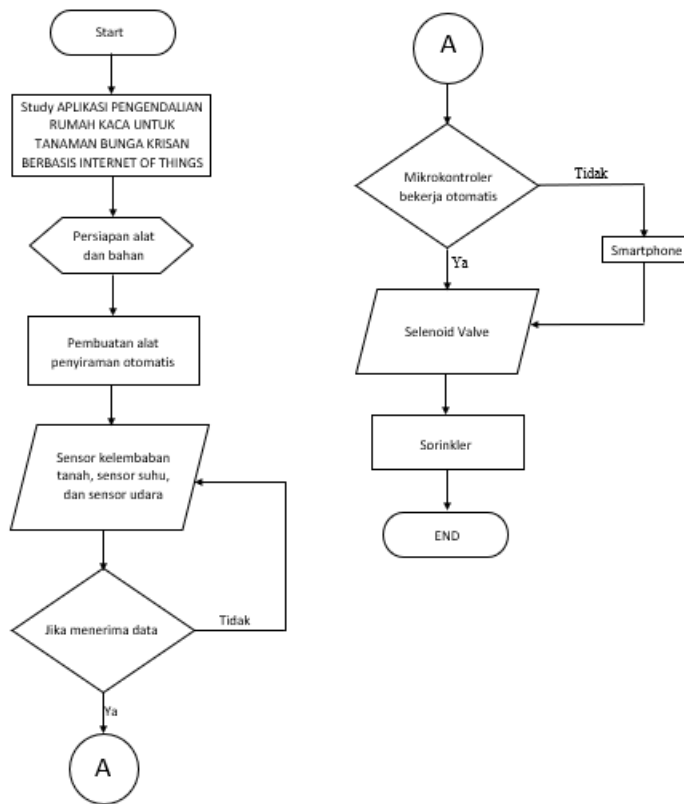 Start
Study APLIKASI PENGENDALIAN
RUMAH KACA UNTUK
TANAMAN BUNGA KRISAN
BERBASIS INTERNET OF THINGS
Persiapan alat
dan bahan
Pembuatan alat
penyiraman otomatis
Sensor kelembaban
tanah, sensor suhu,
dan sensor udara
Jika menerima data
Tidak
Ya
A
A
Mikrokontroler
bekerja otomatis
Tidak
Smartphone
Ya
Selenoid Valve
Sprinkler
END